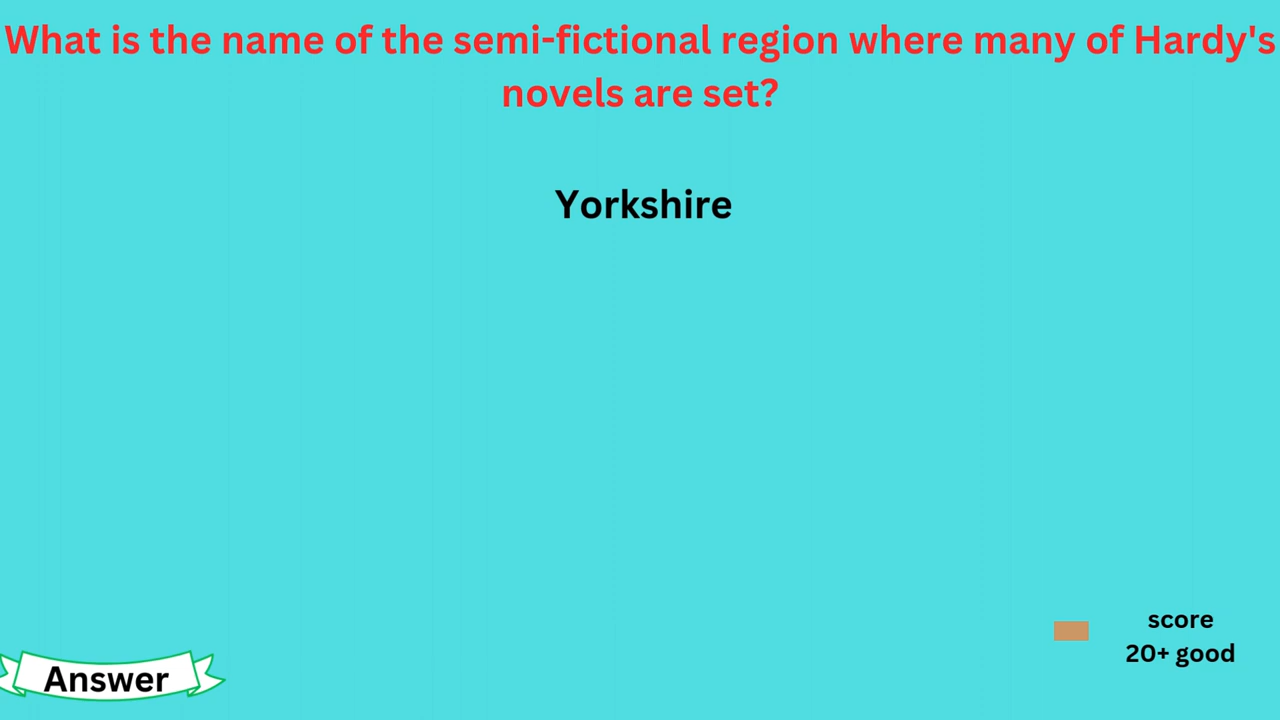 What is the name of the semi-fictional region where many of Hardy's
novels are set?
Yorkshire
score
20+ good
Answer